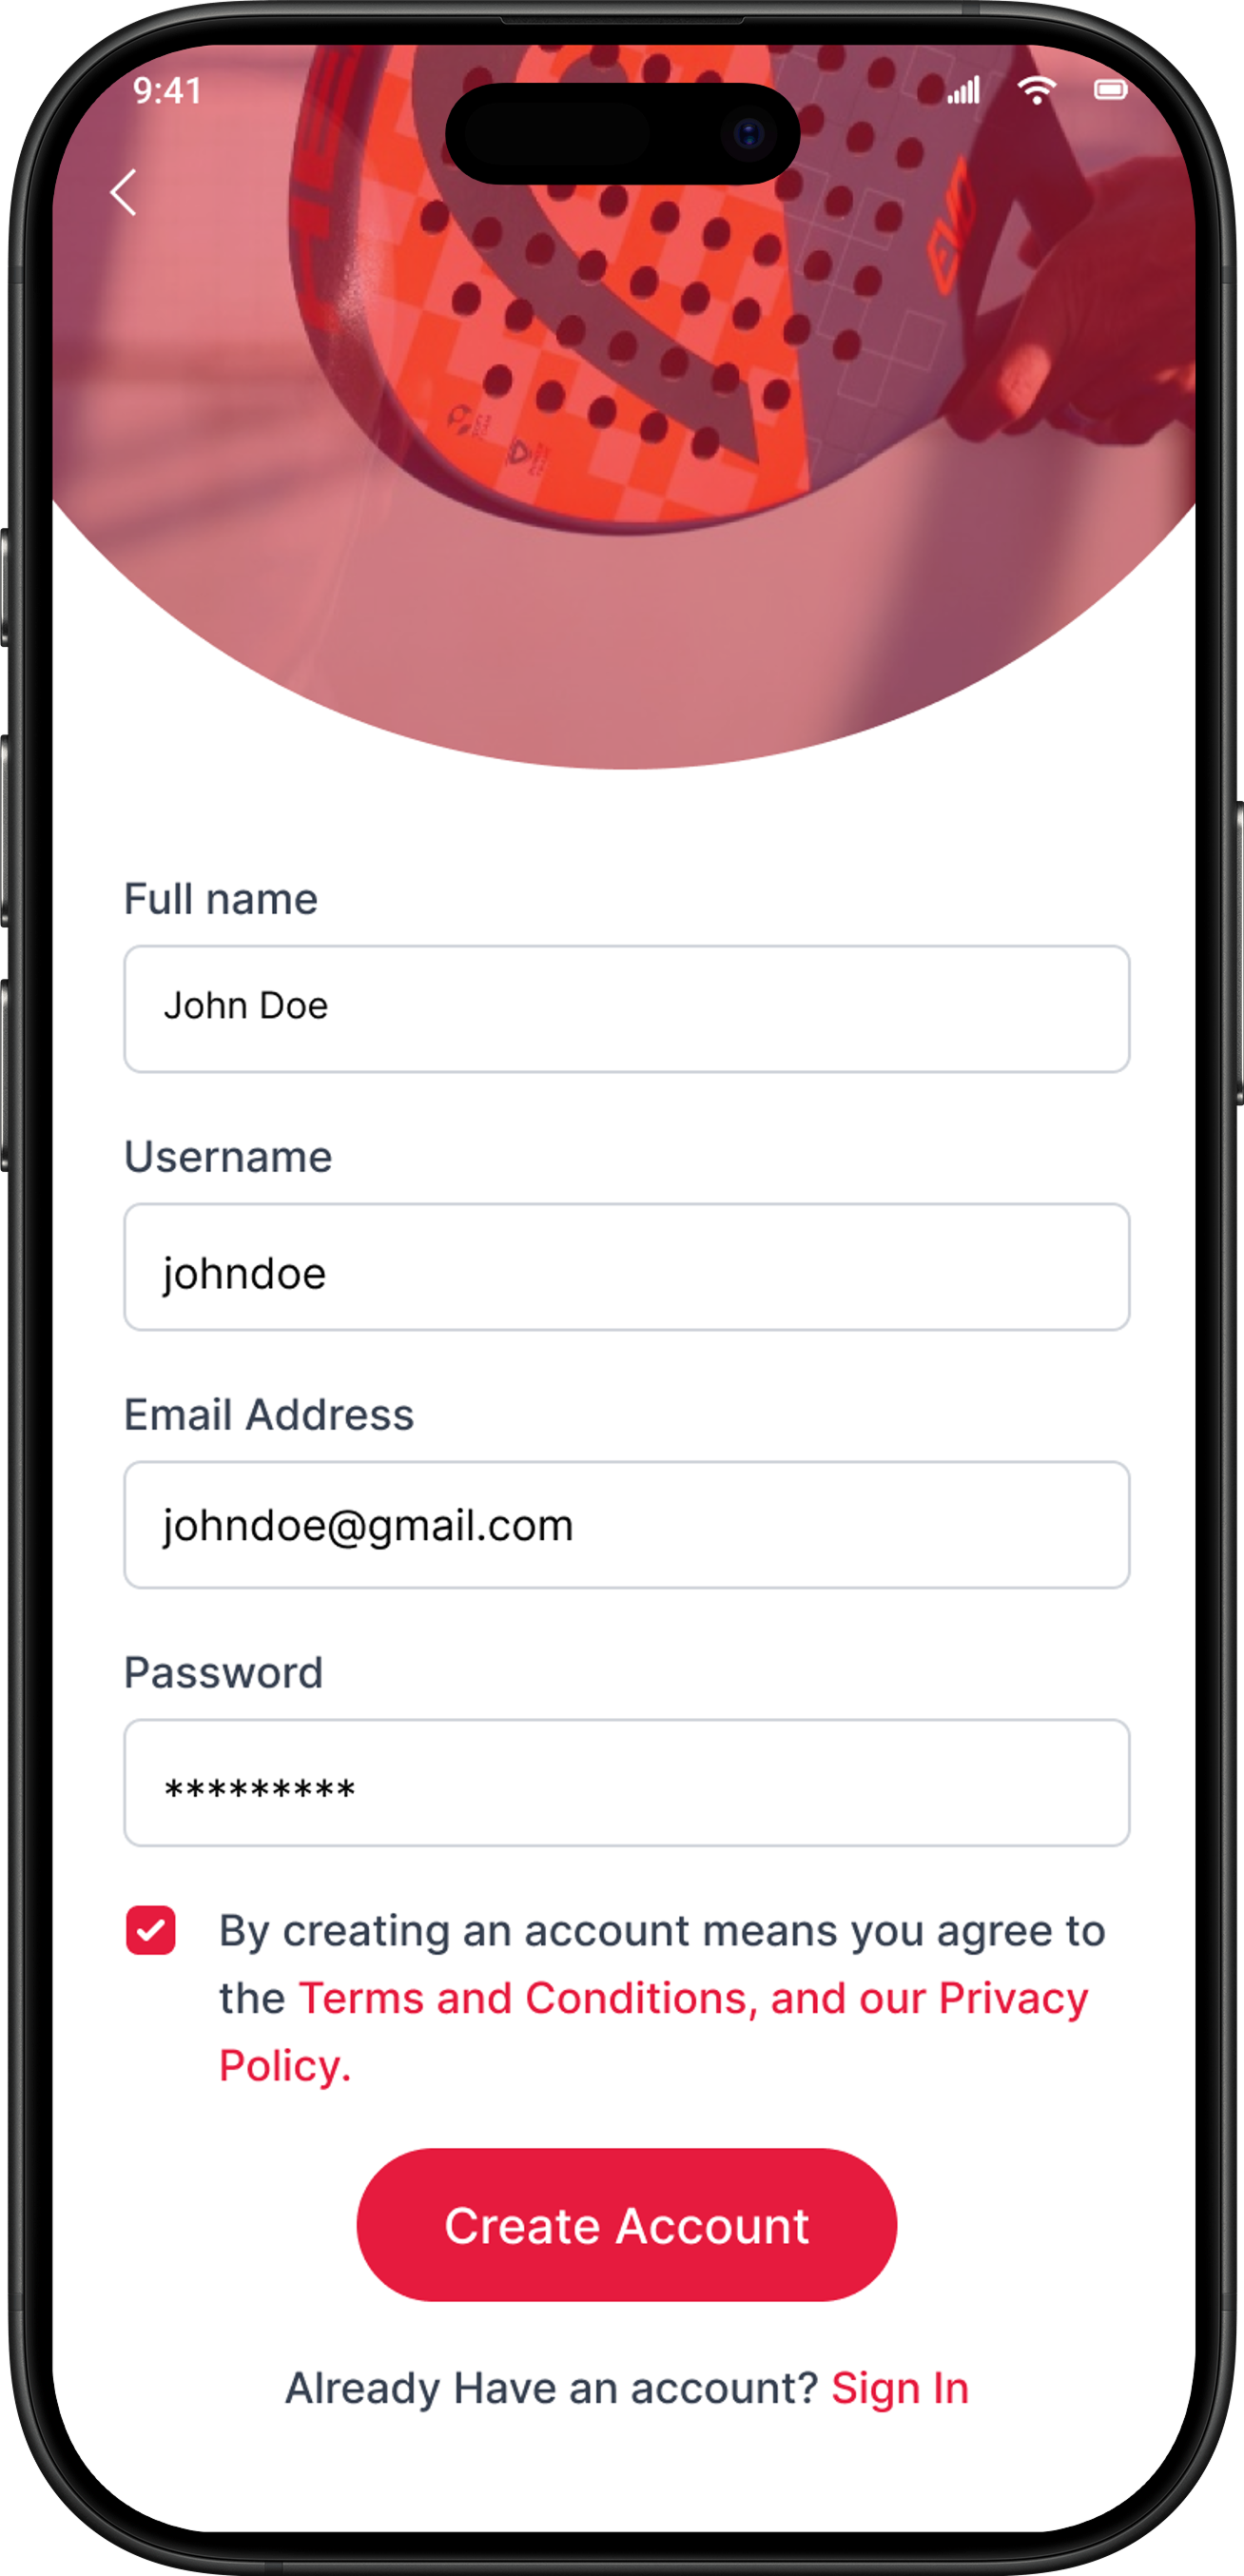 9:41
HEAD
EVO
Full name
John Doe
Username
johndoe
Email Address
johndoe@gmail.com
Password
*********
By creating an account means you agree to
the Terms and Conditions, and our Privacy
Policy.
Create Account
Already Have an account? Sign In